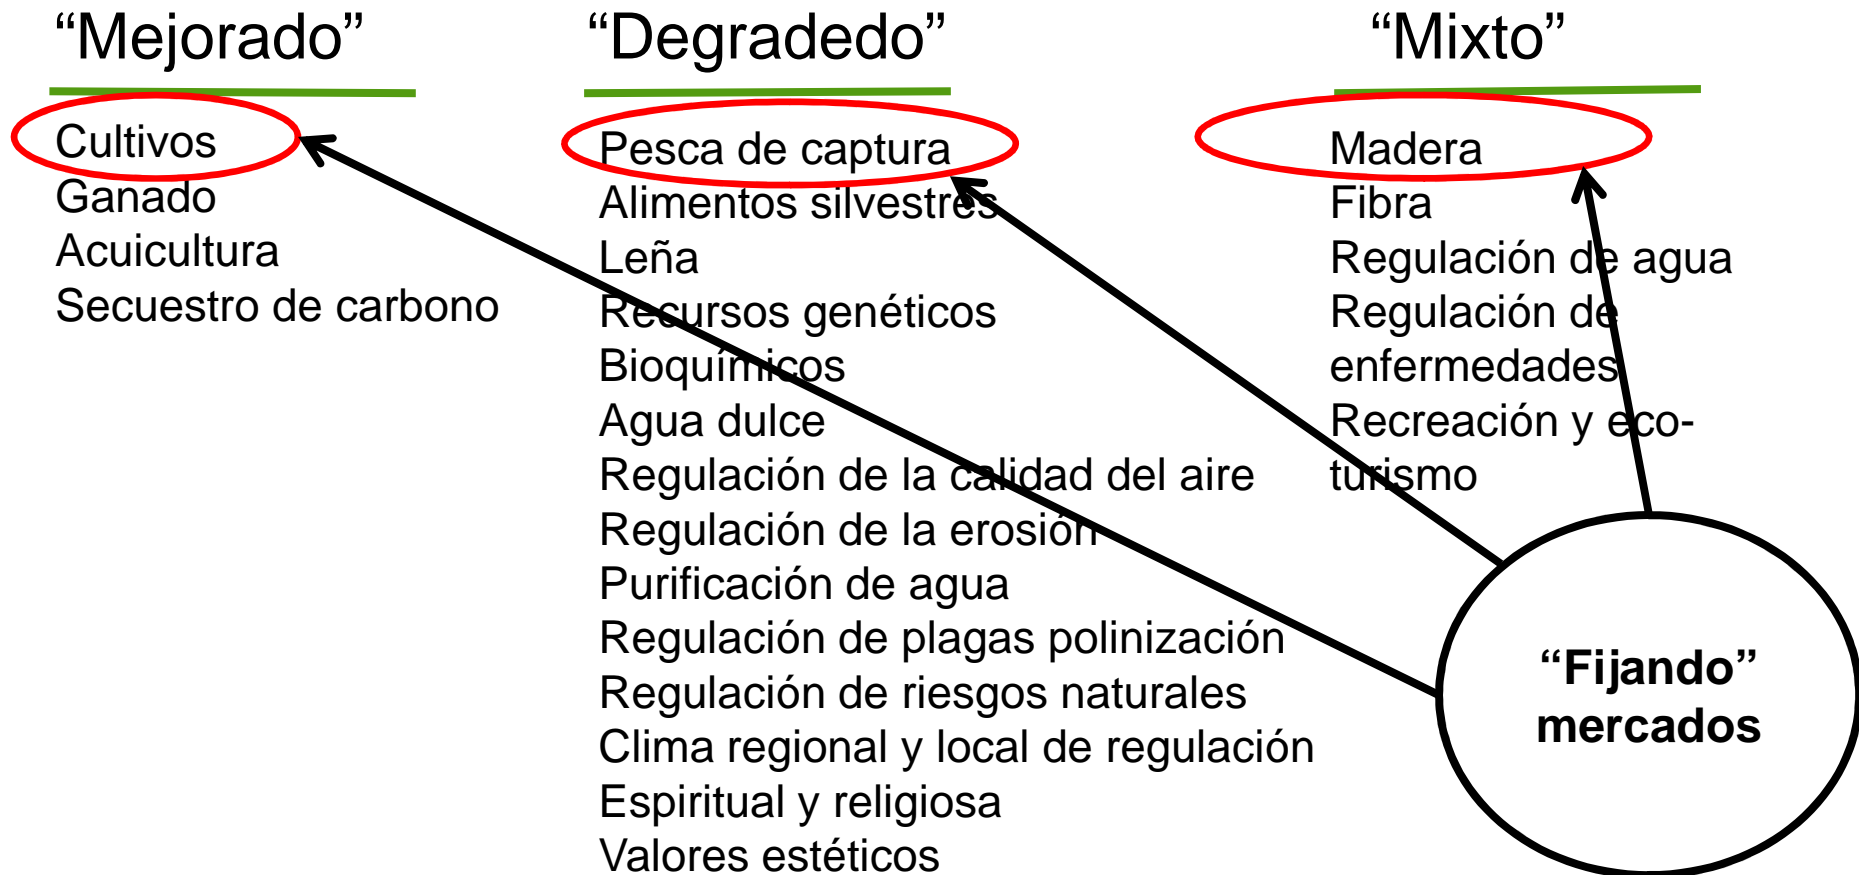 “Mejorado”
Cultivos
Ganado
Acuicultura
Secuestro de carbono
“Degradedo”
Pesca de captura
Alimentos silvestres
Leña
Recursos genéticos
Bioquímicos
Agua dulce
Regulación de la calidad del aire
Regulación de la erosión
Purificación de agua
Regulación de plagas polinización
Regulación de riesgos naturales
Clima regional y local de regulación
Espiritual y religiosa
Valores estéticos
“Mixto”
Madera
Fibra
Regulación de agua
Regulación de
enfermedades
Recreación y eco-
turismo
“Fijando”
mercados